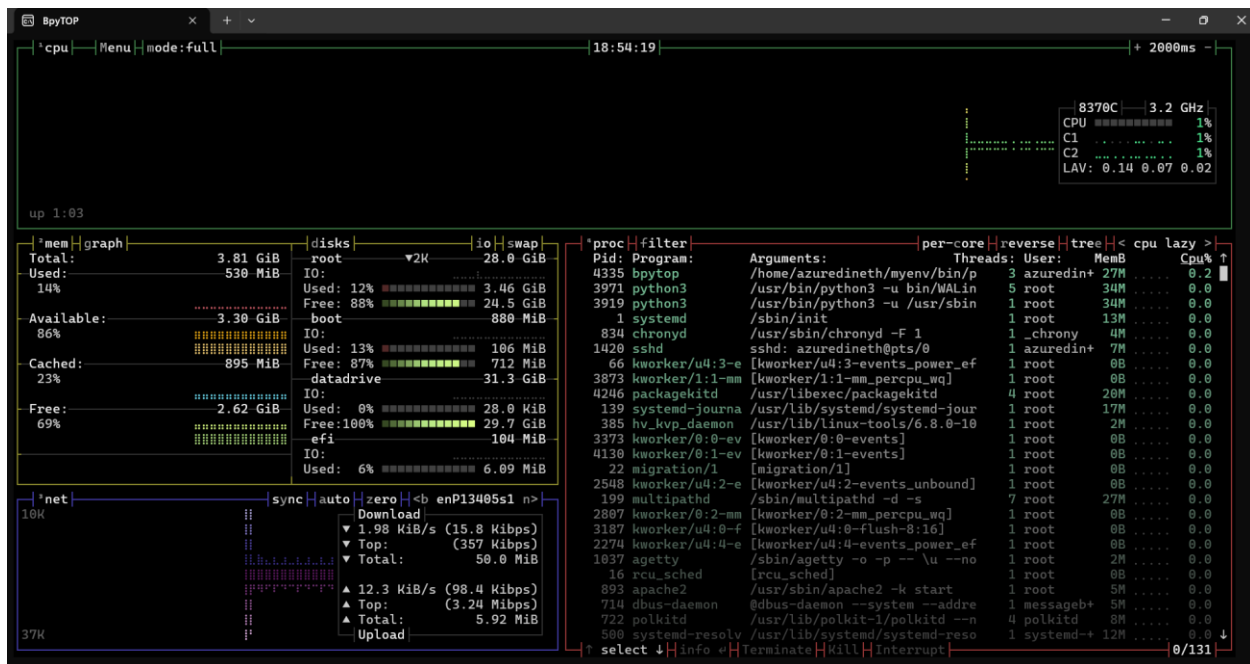 BpyTOP
¹cpu Menu mode:full 18:54:19 + 2000ms -
8370C 3.2 GHz
CPU 1%
C1 1%
C2 1%
LAV: 0.14 0.07 0.02
up 1:03
²mem graph
Total: 3.81 GiB
Used: 530 MiB
14%
Available: 3.30 GiB
86%
Cached: 895 MiB
23%
Free: 2.62 GiB
69%
disks io swap
root ▼2K 28.0 GiB
IO:
Used: 12% 3.46 GiB
Free: 88% 24.5 GiB
boot 880 MiB
IO:
Used: 13% 106 MiB
Free: 87% 712 MiB
datadrive 31.3 GiB
IO:
Used: 0% 28.0 KiB
Free:100% 29.7 GiB
efi 104 MiB
IO:
Used: 6% 6.09 MiB
³net sync auto zero <b enP13405s1 n>
10K
Download
▼ 1.98 KiB/s (15.8 Kibps)
▼ Top: (357 Kibps)
▼ Total: 50.0 MiB
▲ 12.3 KiB/s (98.4 Kibps)
▲ Top: (3.24 Mibps)
▲ Total: 5.92 MiB
37K
Upload
⁴proc filter per-core reverse tree < cpu lazy >
Pid: Program: Arguments: Threads: User: MemB Cpu% ↑
4335 bpytop /home/azuredineth/myenv/bin/p 3 azuredin+ 27M 0.2
3971 python3 /usr/bin/python3 -u bin/WALin 5 root 34M 0.0
3919 python3 /usr/bin/python3 -u /usr/sbin 1 root 34M 0.0
1 systemd /sbin/init 1 root 13M 0.0
834 chronyd /usr/sbin/chronyd -F 1 1 _chrony 4M 0.0
1420 sshd sshd: azuredineth@pts/0 1 azuredin+ 7M 0.0
66 kworker/u4:3-e [kworker/u4:3-events_power_ef 1 root 0B 0.0
3873 kworker/1:1-mm [kworker/1:1-mm_percpu_wq] 1 root 0B 0.0
4246 packagekitd /usr/libexec/packagekitd 4 root 20M 0.0
139 systemd-journa /usr/lib/systemd/systemd-jour 1 root 17M 0.0
385 hv_kvp_daemon /usr/lib/linux-tools/6.8.0-10 1 root 2M 0.0
3373 kworker/0:0-ev [kworker/0:0-events] 1 root 0B 0.0
4130 kworker/0:1-ev [kworker/0:1-events] 1 root 0B 0.0
22 migration/1 [migration/1] 1 root 0B 0.0
2548 kworker/u4:2-e [kworker/u4:2-events_unbound] 1 root 0B 0.0
199 multipathd /sbin/multipathd -d -s 7 root 27M 0.0
2807 kworker/0:2-mm [kworker/0:2-mm_percpu_wq] 1 root 0B 0.0
3187 kworker/u4:0-f [kworker/u4:0-flush-8:16] 1 root 0B 0.0
2274 kworker/u4:4-e [kworker/u4:4-events_power_ef 1 root 0B 0.0
1037 agetty /sbin/agetty -o -p -- \u --no 1 root 2M 0.0
16 rcu_sched [rcu_sched] 1 root 0B 0.0
893 apache2 /usr/sbin/apache2 -k start 1 root 5M 0.0
714 dbus-daemon @dbus-daemon --system --addre 1 messageb+ 5M 0.0
722 polkitd /usr/lib/polkit-1/polkitd --n 4 polkitd 8M 0.0
500 systemd-resolv /usr/lib/systemd/systemd-reso 1 systemd-+ 12M 0.0 ↓
↑ select ↓ info ↵ Terminate Kill Interrupt 0/131